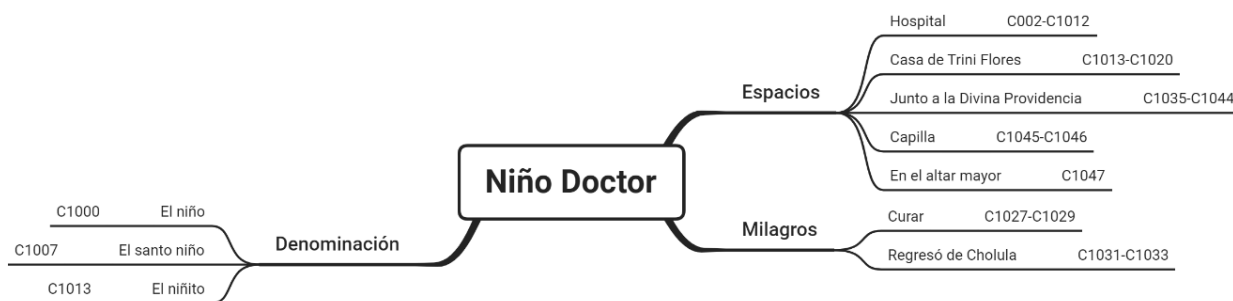 Niño Doctor
Espacios
Hospital C002-C1012
Casa de Trini Flores C1013-C1020
Junto a la Divina Providencia C1035-C1044
Capilla C1045-C1046
En el altar mayor C1047
Milagros
Curar C1027-C1029
Regresó de Cholula C1031-C1033
Denominación
C1000 El niño
C1007 El santo niño
C1013 El niñito